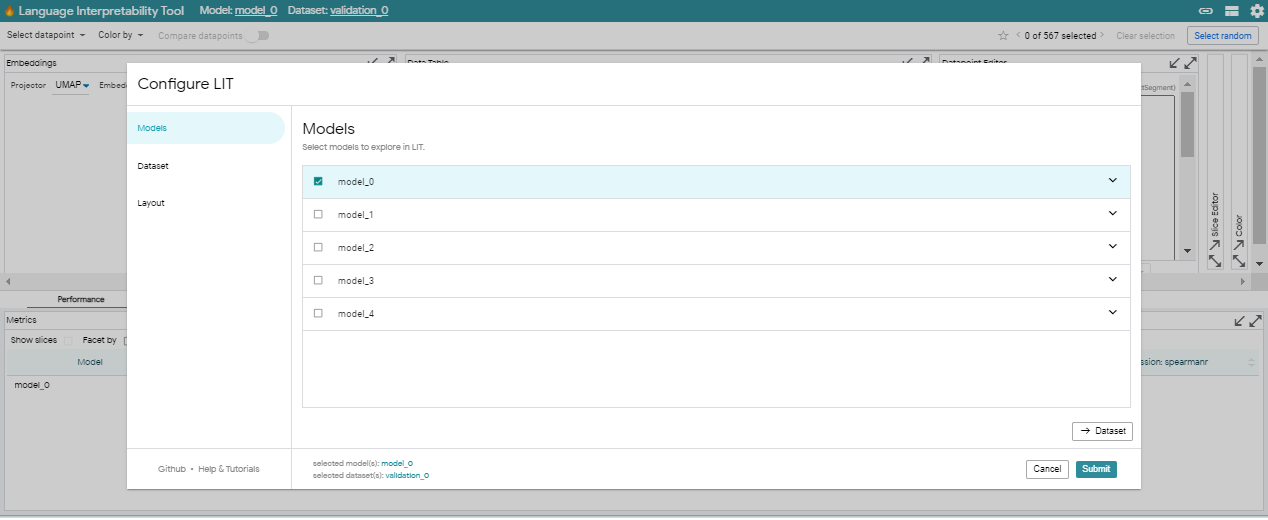 Language Interpretability Tool Model: model_0 Dataset: validation_0
Select datapoint Color by Compare datapoints 0 of 567 selected Clear selection Select random
Embeddings Data Table Datapoint Editor
Projector UMAP
Configure LIT
Models
Dataset
Layout
Models
Select models to explore in LIT.
model_0
model_1
model_2
model_3
model_4
Dataset
Github • Help & Tutorials
selected model(s): model_0
selected dataset(s): validation_0
Cancel Submit
Slice Editor
Color
Performance
Metrics
Show slices Facet by
Model
spearmanr
model_0